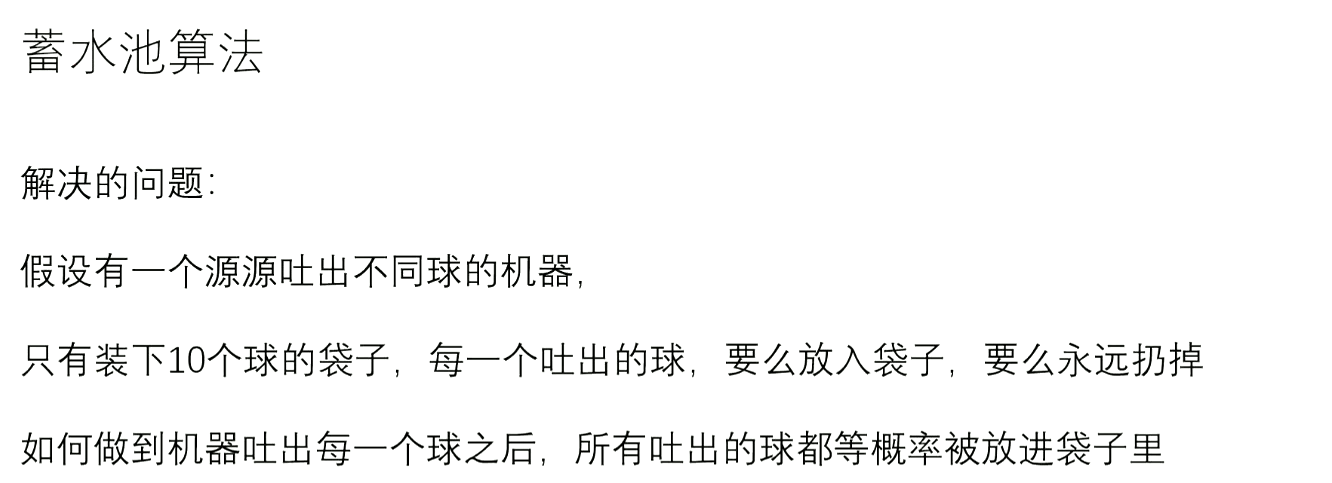 蓄水池算法
解决的问题：
假设有一个源源吐出不同球的机器，
只有装下10个球的袋子，每一个吐出的球，要么放入袋子，要么永远扔掉
如何做到机器吐出每一个球之后，所有吐出的球都等概率被放进袋子里